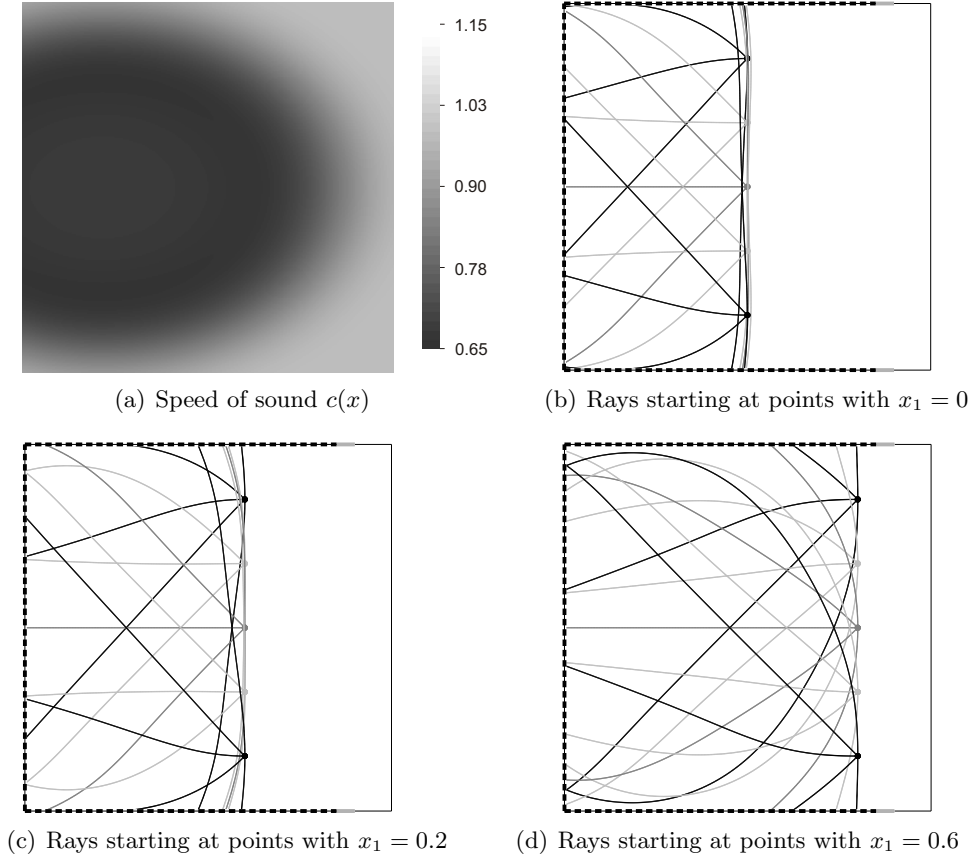 1.15
1.03
0.90
0.78
0.65
(a) Speed of sound c(x)
(b) Rays starting at points with x₁ = 0
(c) Rays starting at points with x₁ = 0.2
(d) Rays starting at points with x₁ = 0.6